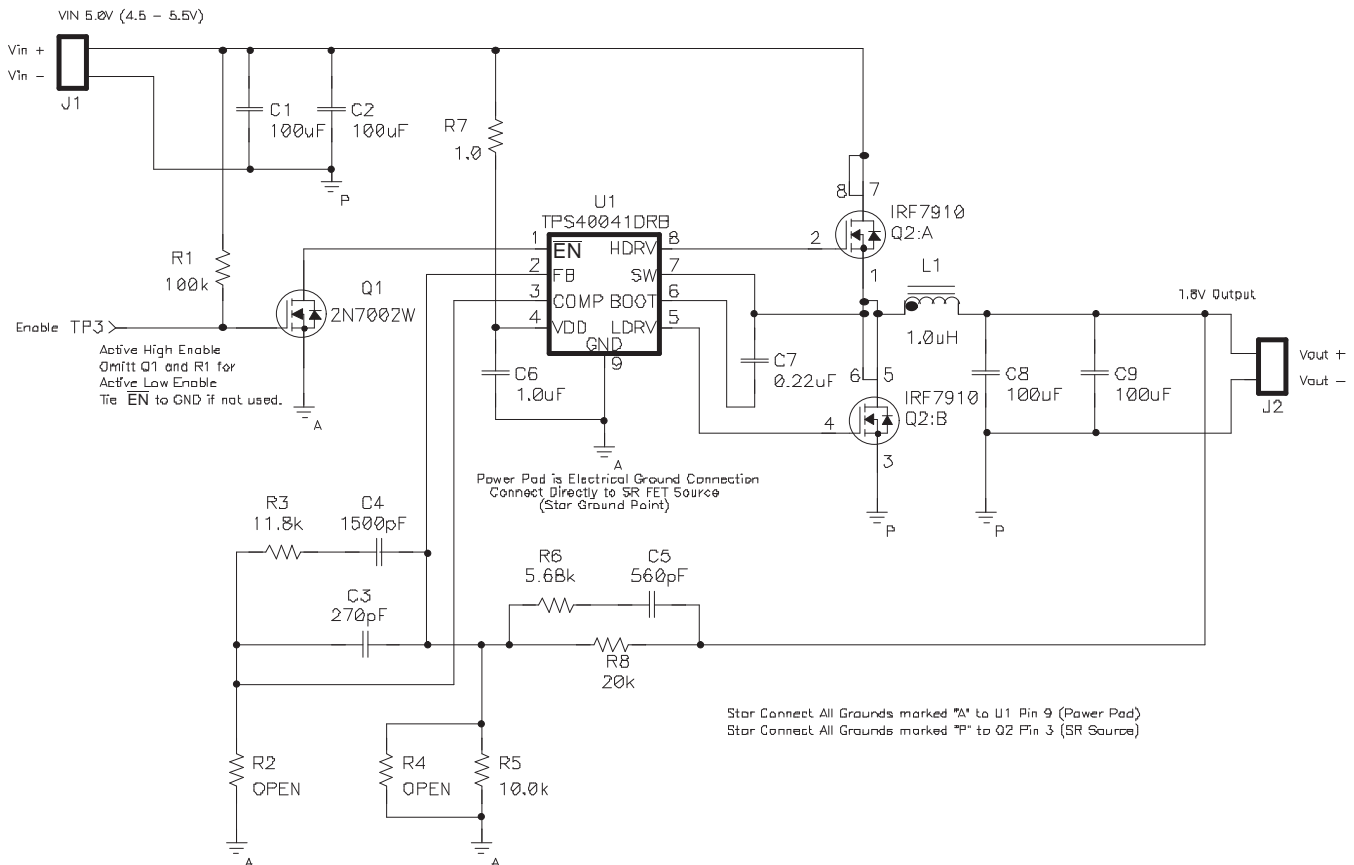 VIN 5.0V (4.5 - 5.5V)
Vin +
Vin -
J1
C1
100uF
C2
100uF
P
R7
1.0
R1
100k
Q1
2N7002W
Enable TP3
Active High Enable
Omitt Q1 and R1 for
Active Low Enable
Tie EN to GND if not used.
A
U1
TPS40041DRB
1
EN
HDRV
8
2
FB
SW
7
3
COMP
BOOT
6
4
VDD
LDRV
5
GND
9
C6
1.0uF
A
Power Pad is Electrical Ground Connection
Connect Directly to SR FET Source
(Star Ground Point)
8
7
IRF7910
Q2:A
2
1
L1
1.0uH
1.8V Output
C7
0.22uF
6
5
IRF7910
Q2:B
4
3
P
C8
100uF
C9
100uF
P
Vout +
Vout -
J2
R3
11.8k
C4
1500pF
C3
270pF
R6
5.68k
C5
560pF
R8
20k
Star Connect All Grounds marked "A" to U1 Pin 9 (Power Pad)
Star Connect All Grounds marked "P" to Q2 Pin 3 (SR Source)
R2
OPEN
R4
OPEN
R5
10.0k
A
A